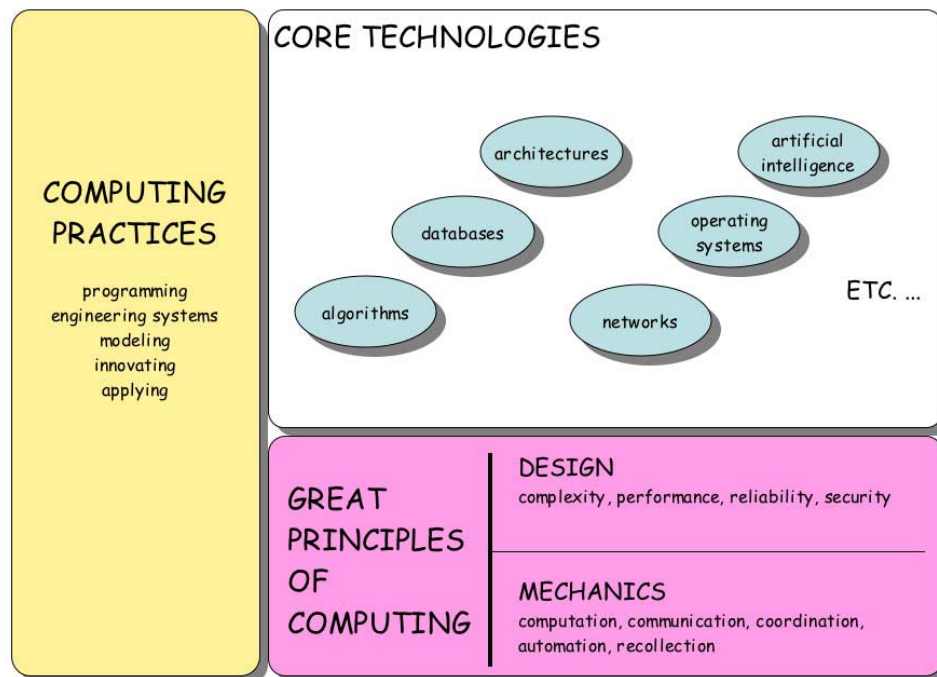 COMPUTING
PRACTICES
programming
engineering systems
modeling
innovating
applying
CORE TECHNOLOGIES
architectures
artificial
intelligence
databases
operating
systems
algorithms
networks
ETC. ...
GREAT
PRINCIPLES
OF
COMPUTING
DESIGN
complexity, performance, reliability, security
MECHANICS
computation, communication, coordination,
automation, recollection